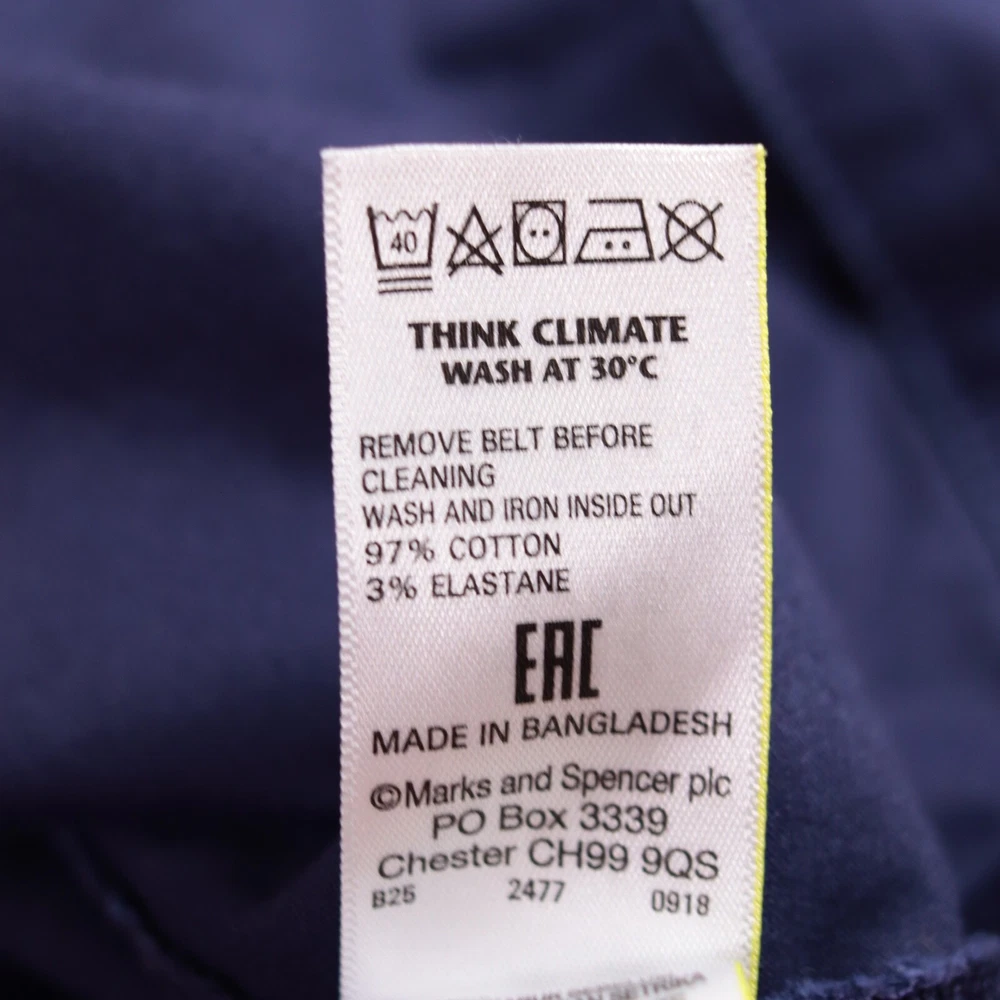 40
THINK CLIMATE
WASH AT 30°C
REMOVE BELT BEFORE
CLEANING
WASH AND IRON INSIDE OUT
97% COTTON
3% ELASTANE
EAC
MADE IN BANGLADESH
©Marks and Spencer plc
PO Box 3339
Chester CH99 9QS
B25 2477 0918